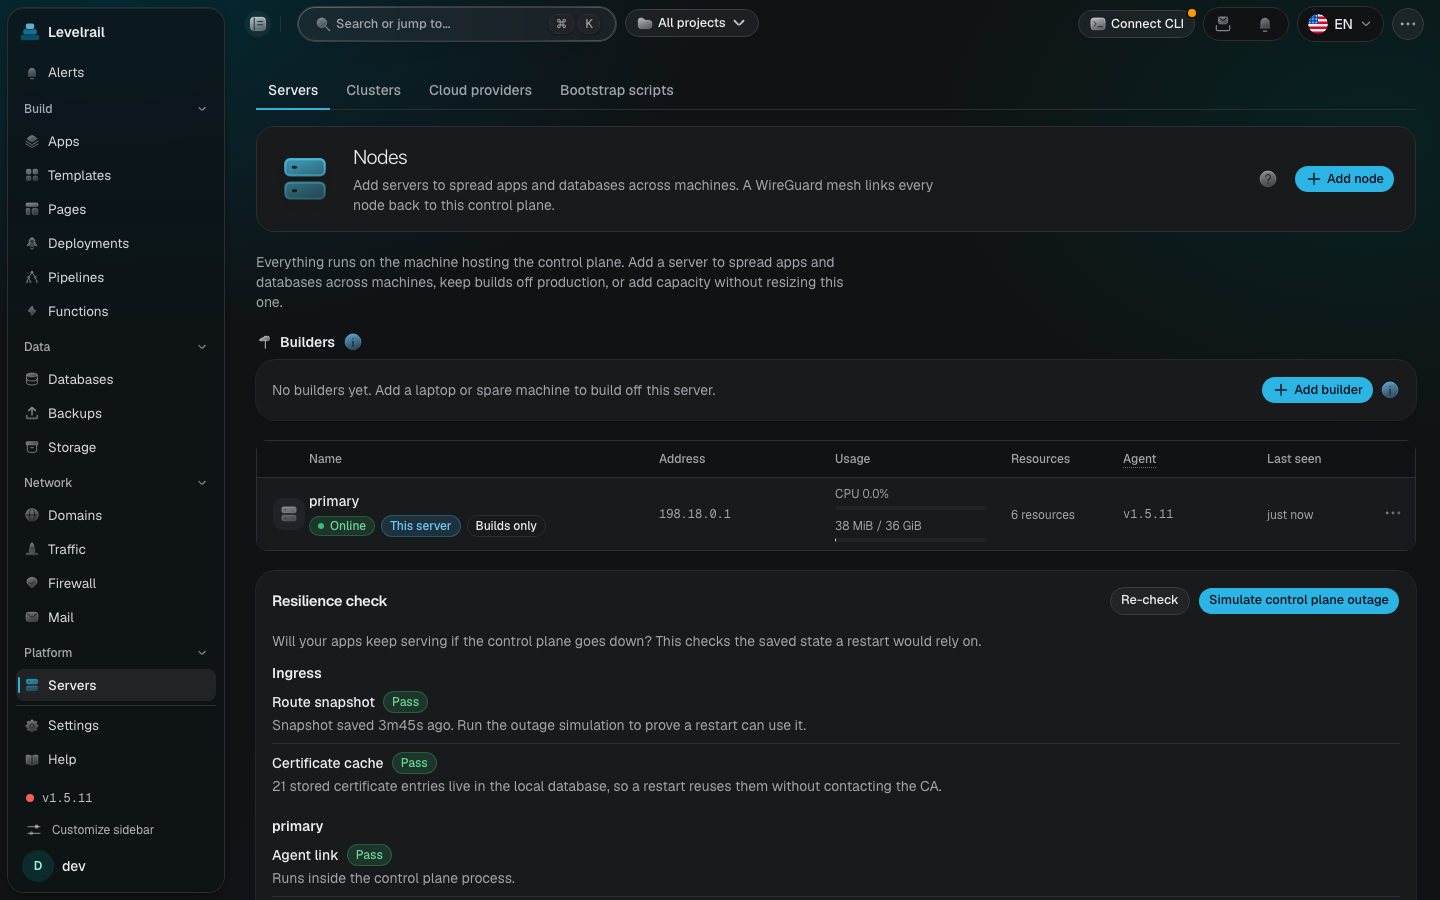 Levelrail
Search or jump to...
⌘ K
All projects
Connect CLI
EN
Alerts
Build
Apps
Templates
Pages
Deployments
Pipelines
Functions
Data
Databases
Backups
Storage
Network
Domains
Traffic
Firewall
Mail
Platform
Servers
Settings
Help
v1.5.11
Customize sidebar
D
dev
Servers
Clusters
Cloud providers
Bootstrap scripts
Nodes
Add servers to spread apps and databases across machines. A WireGuard mesh links every
node back to this control plane.
?
Add node
Everything runs on the machine hosting the control plane. Add a server to spread apps and
databases across machines, keep builds off production, or add capacity without resizing this
one.
Builders
No builders yet. Add a laptop or spare machine to build off this server.
Add builder
Name Address Usage Resources Agent Last seen
primary
Online This server Builds only
198.18.0.1
CPU 0.0%
38 MiB / 36 GiB
6 resources
v1.5.11
just now
Resilience check
Re-check
Simulate control plane outage
Will your apps keep serving if the control plane goes down? This checks the saved state a restart would rely on.
Ingress
Route snapshot Pass
Snapshot saved 3m45s ago. Run the outage simulation to prove a restart can use it.
Certificate cache Pass
21 stored certificate entries live in the local database, so a restart reuses them without contacting the CA.
primary
Agent link Pass
Runs inside the control plane process.